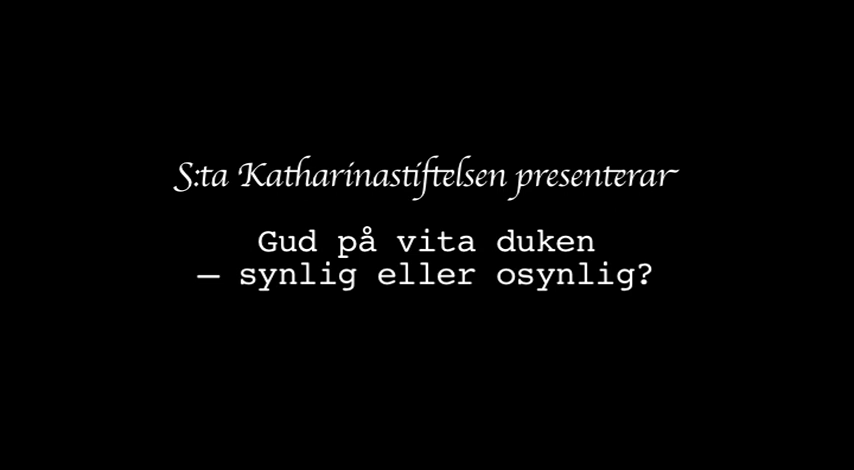 S:ta Katharinastiftelsen presenterar
Gud på vita duken
– synlig eller osynlig?